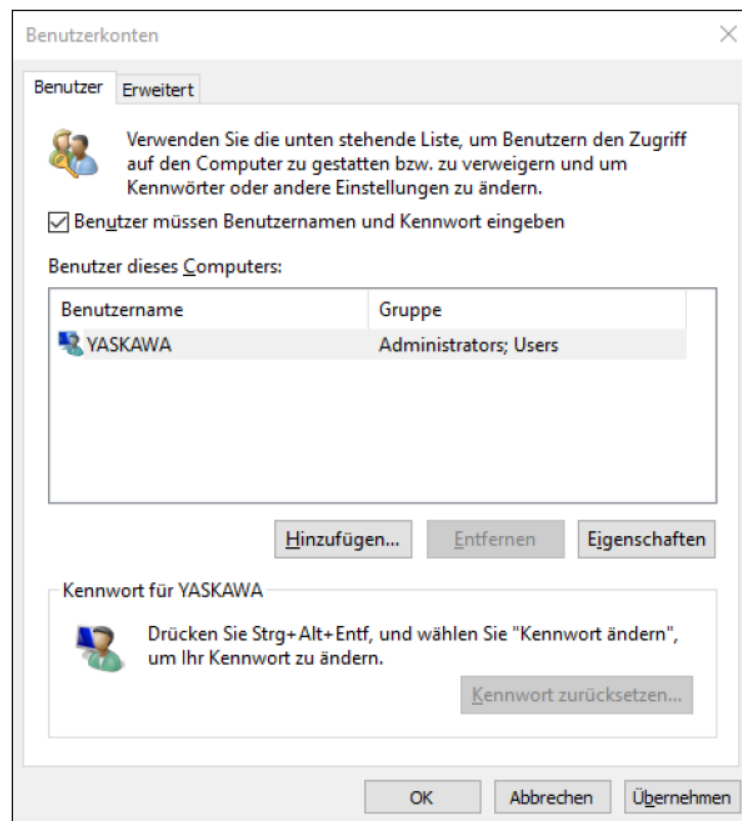 Benutzerkonten
Benutzer
Erweitert
Verwenden Sie die unten stehende Liste, um Benutzern den Zugriff
auf den Computer zu gestatten bzw. zu verweigern und um
Kennwörter oder andere Einstellungen zu ändern.
Benutzer müssen Benutzernamen und Kennwort eingeben
Benutzer dieses Computers:
Benutzername Gruppe
YASKAWA Administrators; Users
Hinzufügen... Entfernen Eigenschaften
Kennwort für YASKAWA
Drücken Sie Strg+Alt+Entf, und wählen Sie "Kennwort ändern",
um Ihr Kennwort zu ändern.
Kennwort zurücksetzen...
OK Abbrechen Übernehmen